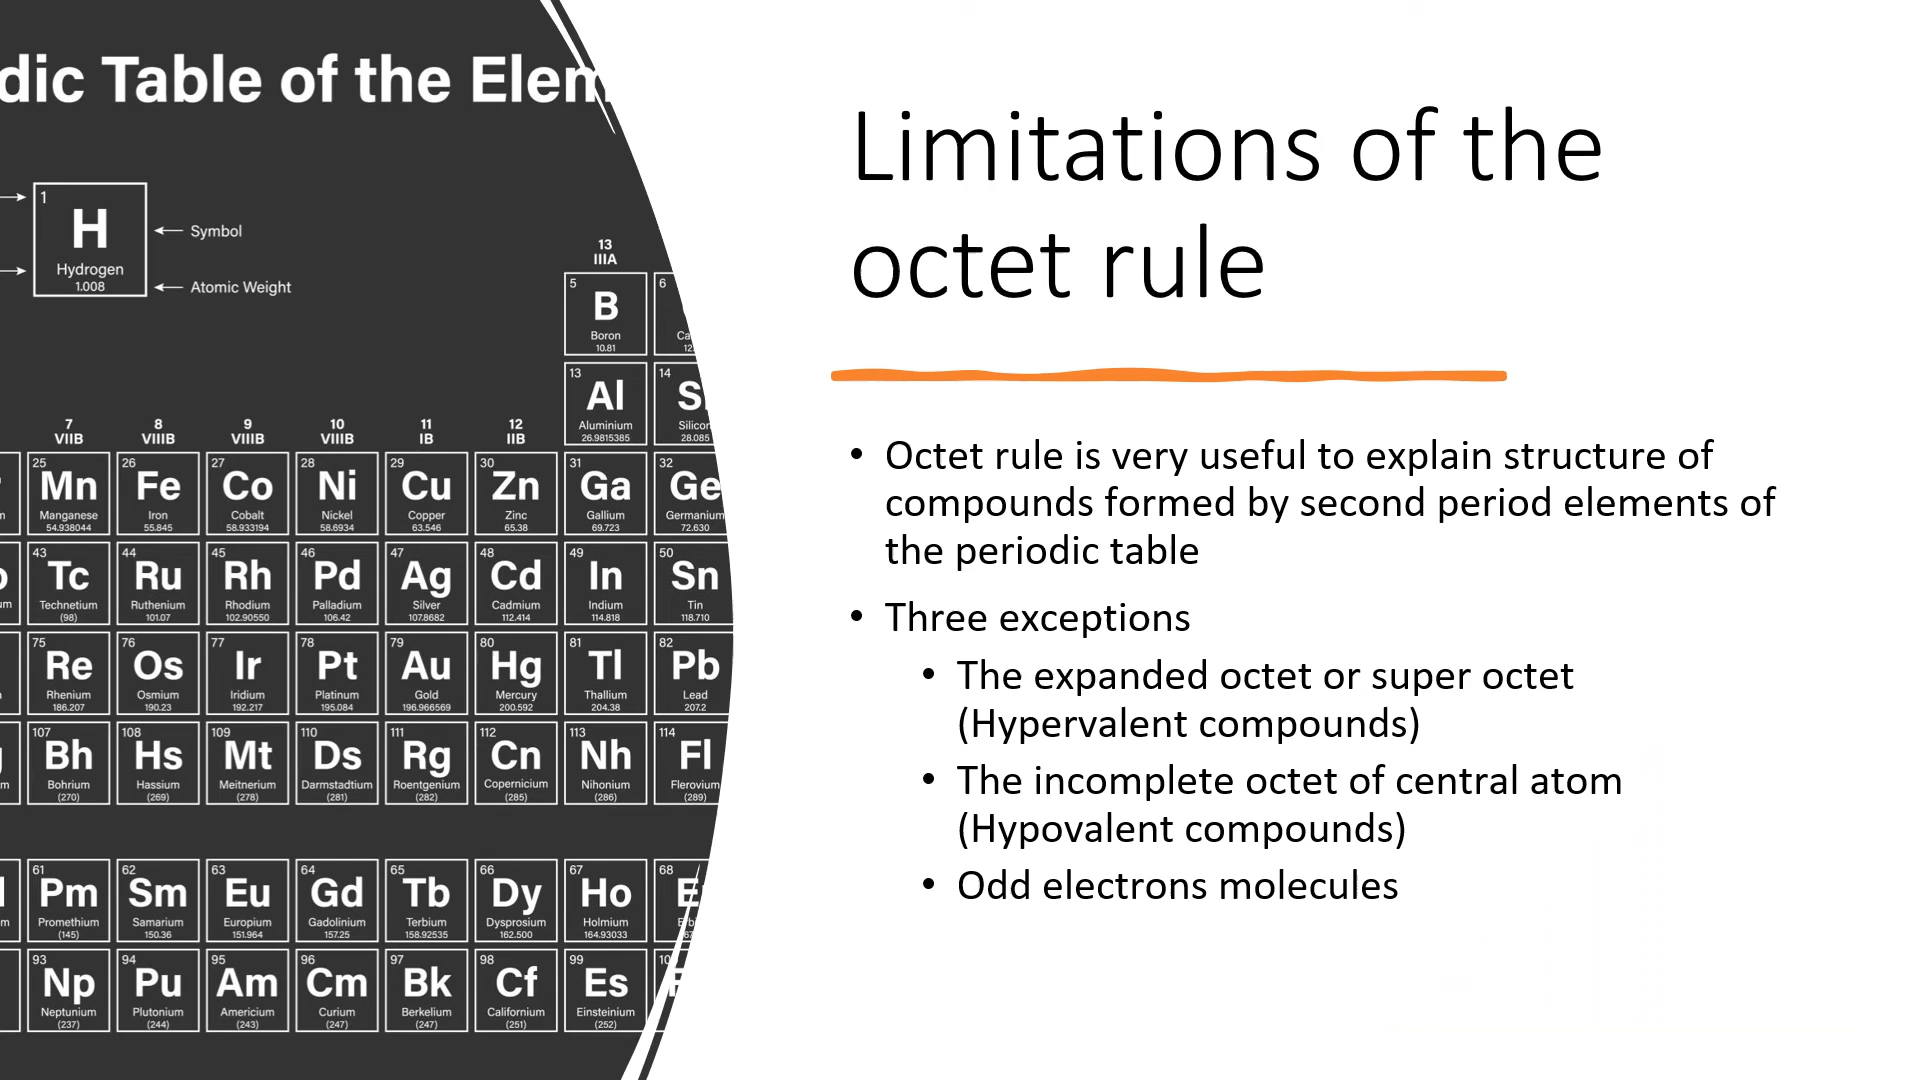 dic Table of the Elem
1
H
Hydrogen
1.008
Symbol
Atomic Weight
13
IIIA
5
B
Boron
10.81
6
13
Al
Aluminium
26.9815385
14
Silicon
28.085
7 8 9 10 11 12
VIIB VIIIB VIIIB VIIIB IB IIB
25 26 27 28 29 30 31 32
Mn Fe Co Ni Cu Zn Ga Ge
Manganese Iron Cobalt Nickel Copper Zinc Gallium Germanium
54.938044 55.845 58.933194 58.6934 63.546 65.38 69.723 72.630
43 44 45 46 47 48 49 50
Tc Ru Rh Pd Ag Cd In Sn
Technetium Ruthenium Rhodium Palladium Silver Cadmium Indium Tin
(98) 101.07 102.90550 106.42 107.8682 112.414 114.818 118.710
75 76 77 78 79 80 81 82
Re Os Ir Pt Au Hg Tl Pb
Rhenium Osmium Iridium Platinum Gold Mercury Thallium Lead
186.207 190.23 192.217 195.084 196.966569 200.592 204.38 207.2
107 108 109 110 111 112 113 114
Bh Hs Mt Ds Rg Cn Nh Fl
Bohrium Hassium Meitnerium Darmstadtium Roentgenium Copernicium Nihonium Flerovium
(270) (269) (278) (281) (282) (285) (286) (289)
61 62 63 64 65 66 67 68
Pm Sm Eu Gd Tb Dy Ho
Promethium Samarium Europium Gadolinium Terbium Dysprosium Holmium
(145) 150.36 151.964 157.25 158.92535 162.500 164.93033
93 94 95 96 97 98 99
Np Pu Am Cm Bk Cf Es
Neptunium Plutonium Americium Curium Berkelium Californium Einsteinium
(237) (244) (243) (247) (247) (251) (252)
Limitations of the
octet rule
• Octet rule is very useful to explain structure of
compounds formed by second period elements of
the periodic table
• Three exceptions
• The expanded octet or super octet
(Hypervalent compounds)
• The incomplete octet of central atom
(Hypovalent compounds)
• Odd electrons molecules